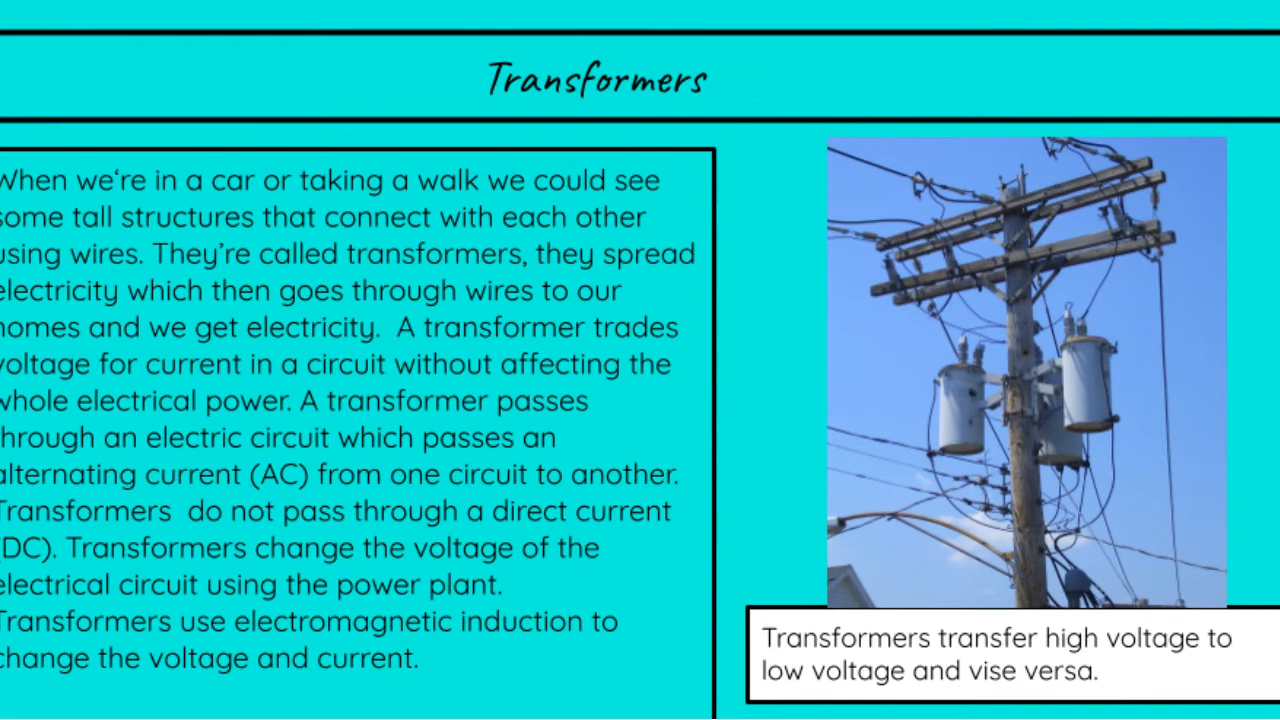 Transformers
When we‘re in a car or taking a walk we could see
some tall structures that connect with each other
using wires. They’re called transformers, they spread
electricity which then goes through wires to our
homes and we get electricity.  A transformer trades
voltage for current in a circuit without affecting the
whole electrical power. A transformer passes
through an electric circuit which passes an
alternating current (AC) from one circuit to another.
Transformers  do not pass through a direct current
(DC). Transformers change the voltage of the
electrical circuit using the power plant.
Transformers use electromagnetic induction to
change the voltage and current.
Transformers transfer high voltage to
low voltage and vise versa.